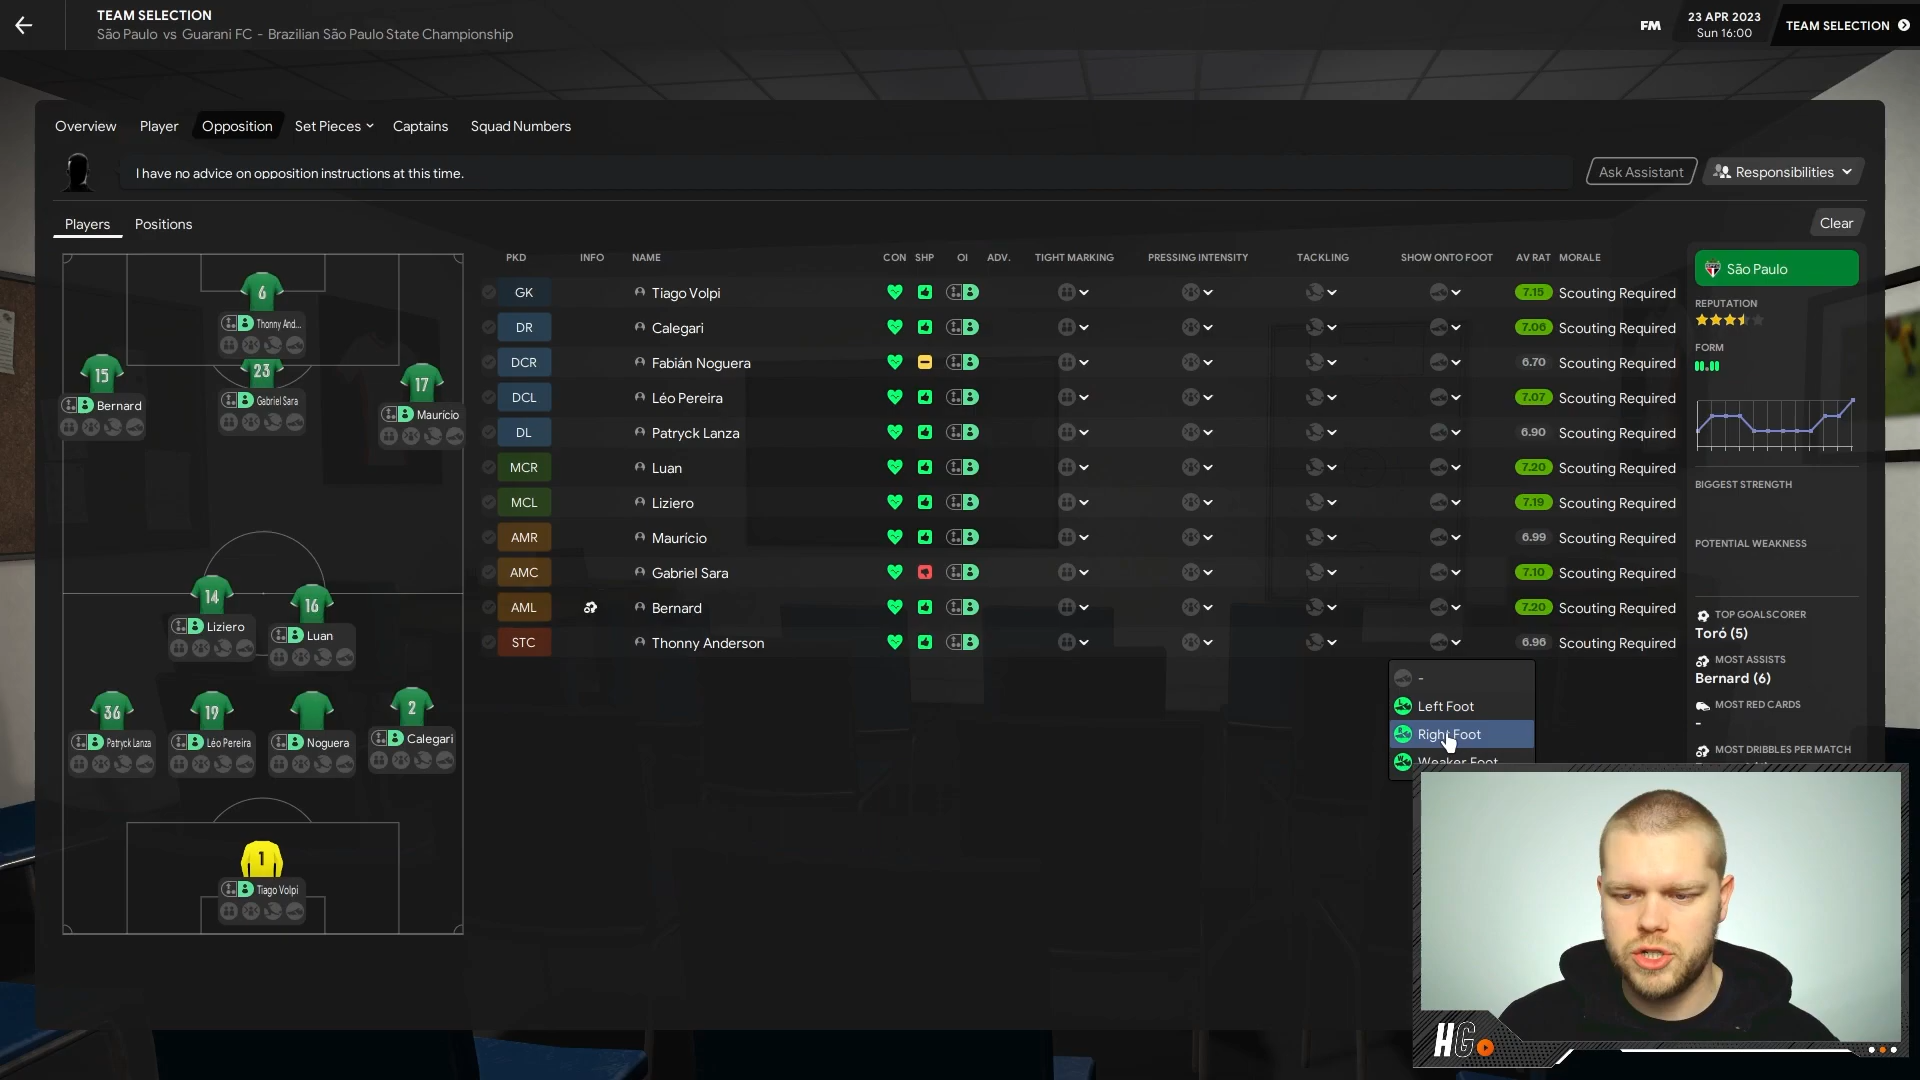 TEAM SELECTION
São Paulo vs Guarani FC - Brazilian São Paulo State Championship
FM
23 APR 2023
Sun 16:00
TEAM SELECTION
Overview Player Opposition Set Pieces Captains Squad Numbers
I have no advice on opposition instructions at this time.
Ask Assistant
Responsibilities
Players Positions
Clear
6
Thonny And...
15
Bernard
23
Gabriel Sara
17
Maurício
14
Liziero
16
Luan
36
Patryck Lanza
19
Léo Pereira
Noguera
2
Calegari
1
Tiago Volpi
PKD INFO NAME CON SHP OI ADV. TIGHT MARKING PRESSING INTENSITY TACKLING SHOW ONTO FOOT AV RAT MORALE
GK Tiago Volpi 7.15 Scouting Required
DR Calegari 7.06 Scouting Required
DCR Fabián Noguera 6.70 Scouting Required
DCL Léo Pereira 7.07 Scouting Required
DL Patryck Lanza 6.90 Scouting Required
MCR Luan 7.20 Scouting Required
MCL Liziero 7.19 Scouting Required
AMR Maurício 6.99 Scouting Required
AMC Gabriel Sara 7.10 Scouting Required
AML Bernard 7.20 Scouting Required
STC Thonny Anderson 6.96 Scouting Required
-
Left Foot
Right Foot
Weaker Foot
São Paulo
REPUTATION
FORM
BIGGEST STRENGTH
POTENTIAL WEAKNESS
TOP GOALSCORER
Toró (5)
MOST ASSISTS
Bernard (6)
MOST RED CARDS
-
MOST DRIBBLES PER MATCH
HG